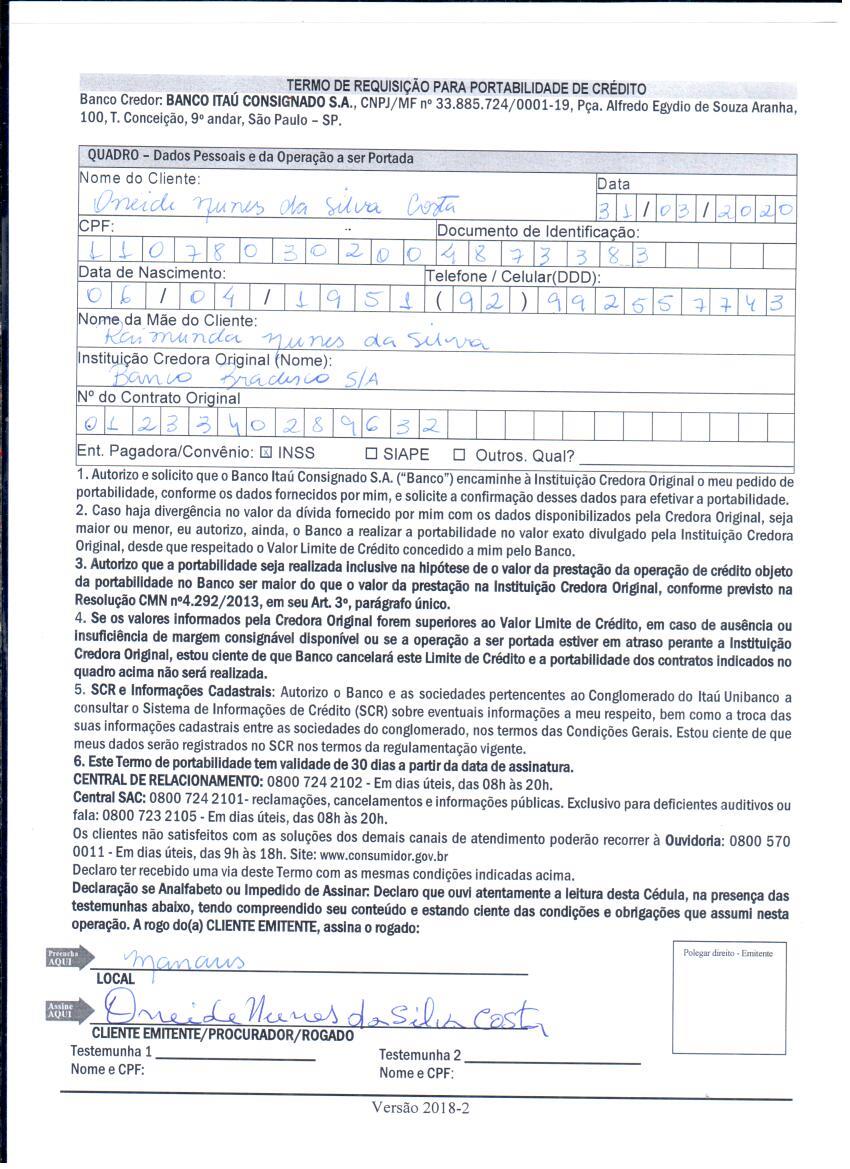 TERMO DE REQUISIÇÃO PARA PORTABILIDADE DE CRÉDITO
Banco Credor: BANCO ITAÚ CONSIGNADO S.A., CNPJ/MF nº 33.885.724/0001-19, Pça. Alfredo Egydio de Souza Aranha,
100, T. Conceição, 9º andar, São Paulo – SP.
QUADRO – Dados Pessoais e da Operação a ser Portada
Nome do Cliente:
Data
Oneide nunes da silva Costa
31/03/2020
CPF:
Documento de Identificação:
11078030200
4873383
Data de Nascimento:
Telefone / Celular(DDD):
06/04/1951
(92)992557743
Nome da Mãe do Cliente:
Raimunda nunes da silva
Instituição Credora Original (Nome):
Banco Bradesco S/A
Nº do Contrato Original
0123340289632
Ent. Pagadora/Convênio: ☒ INSS ☐ SIAPE ☐ Outros. Qual?
1. Autorizo e solicito que o Banco Itaú Consignado S.A. (“Banco”) encaminhe à Instituição Credora Original o meu pedido de
portabilidade, conforme os dados fornecidos por mim, e solicite a confirmação desses dados para efetivar a portabilidade.
2. Caso haja divergência no valor da dívida fornecido por mim com os dados disponibilizados pela Credora Original, seja
maior ou menor, eu autorizo, ainda, o Banco a realizar a portabilidade no valor exato divulgado pela Instituição Credora
Original, desde que respeitado o Valor Limite de Crédito concedido a mim pelo Banco.
3. Autorizo que a portabilidade seja realizada inclusive na hipótese de o valor da prestação da operação de crédito objeto
da portabilidade no Banco ser maior do que o valor da prestação na Instituição Credora Original, conforme previsto na
Resolução CMN nº4.292/2013, em seu Art. 3º, parágrafo único.
4. Se os valores informados pela Credora Original forem superiores ao Valor Limite de Crédito, em caso de ausência ou
insuficiência de margem consignável disponível ou se a operação a ser portada estiver em atraso perante a Instituição
Credora Original, estou ciente de que Banco cancelará este Limite de Crédito e a portabilidade dos contratos indicados no
quadro acima não será realizada.
5. SCR e Informações Cadastrais: Autorizo o Banco e as sociedades pertencentes ao Conglomerado do Itaú Unibanco a
consultar o Sistema de Informações de Crédito (SCR) sobre eventuais informações a meu respeito, bem como a troca das
suas informações cadastrais entre as sociedades do conglomerado, nos termos das Condições Gerais. Estou ciente de que
meus dados serão registrados no SCR nos termos da regulamentação vigente.
6. Este Termo de portabilidade tem validade de 30 dias a partir da data de assinatura.
CENTRAL DE RELACIONAMENTO: 0800 724 2102 - Em dias úteis, das 08h às 20h.
Central SAC: 0800 724 2101- reclamações, cancelamentos e informações públicas. Exclusivo para deficientes auditivos ou
fala: 0800 723 2105 - Em dias úteis, das 08h às 20h.
Os clientes não satisfeitos com as soluções dos demais canais de atendimento poderão recorrer à Ouvidoria: 0800 570
0011 - Em dias úteis, das 9h às 18h. Site: www.consumidor.gov.br
Declaro ter recebido uma via deste Termo com as mesmas condições indicadas acima.
Declaração se Analfabeto ou Impedido de Assinar: Declaro que ouvi atentamente a leitura desta Cédula, na presença das
testemunhas abaixo, tendo compreendido seu conteúdo e estando ciente das condições e obrigações que assumi nesta
operação. A rogo do(a) CLIENTE EMITENTE, assina o rogado:
Preencha
AQUI
manaus
Polegar direito - Emitente
LOCAL
Assine
AQUI
Oneide Nunes da Silva Costa
CLIENTE EMITENTE/PROCURADOR/ROGADO
Testemunha 1
Testemunha 2
Nome e CPF:
Nome e CPF:
Versão 2018-2